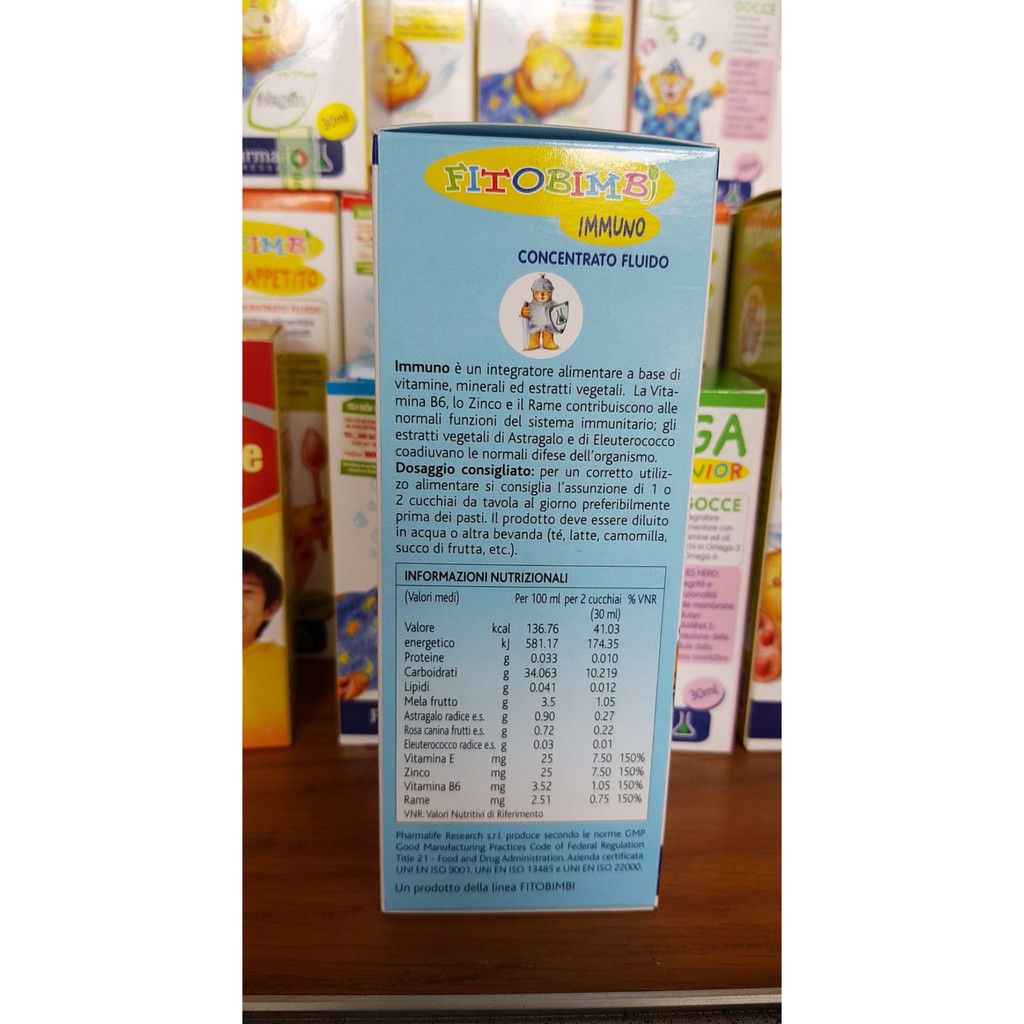 FITOBIMBI
IMMUNO
CONCENTRATO FLUIDO
Immuno è un integratore alimentare a base di
vitamine, minerali ed estratti vegetali. La Vita-
mina B6, lo Zinco e il Rame contribuiscono alle
normali funzioni del sistema immunitario; gli
estratti vegetali di Astragalo e di Eleuterococco
coadiuvano le normali difese dell'organismo.
Dosaggio consigliato: per un corretto utiliz-
zo alimentare si consiglia l'assunzione di 1 o
2 cucchiai da tavola al giorno preferibilmente
prima dei pasti. Il prodotto deve essere diluito
in acqua o altra bevanda (té, latte, camomilla,
succo di frutta, etc.).
INFORMAZIONI NUTRIZIONALI
(Valori medi) Per 100 ml per 2 cucchiai % VNR
(30 ml)
Valore kcal 136.76 41.03
energetico kJ 581.17 174.35
Proteine g 0.033 0.010
Carboidrati g 34.063 10.219
Lipidi g 0.041 0.012
Mela frutto g 3.5 1.05
Astragalo radice e.s. g 0.90 0.27
Rosa canina frutti e.s. g 0.72 0.22
Eleuterococco radice e.s. g 0.03 0.01
Vitamina E mg 25 7.50 150%
Zinco mg 25 7.50 150%
Vitamina B6 mg 3.52 1.05 150%
Rame mg 2.51 0.75 150%
VNR: Valori Nutritivi di Riferimento
Pharmalife Research s.r.l. produce secondo le norme GMP
Good Manufacturing Practices Code of Federal Regulation
Title 21 - Food and Drug Administration. Azienda certificata
UNI EN ISO 9001, UNI EN ISO 13485 e UNI EN ISO 22000.
Un prodotto della linea FITOBIMBI
30ml
GOCCE
APPETITO
GA
NIOR
GOCCE
30ml